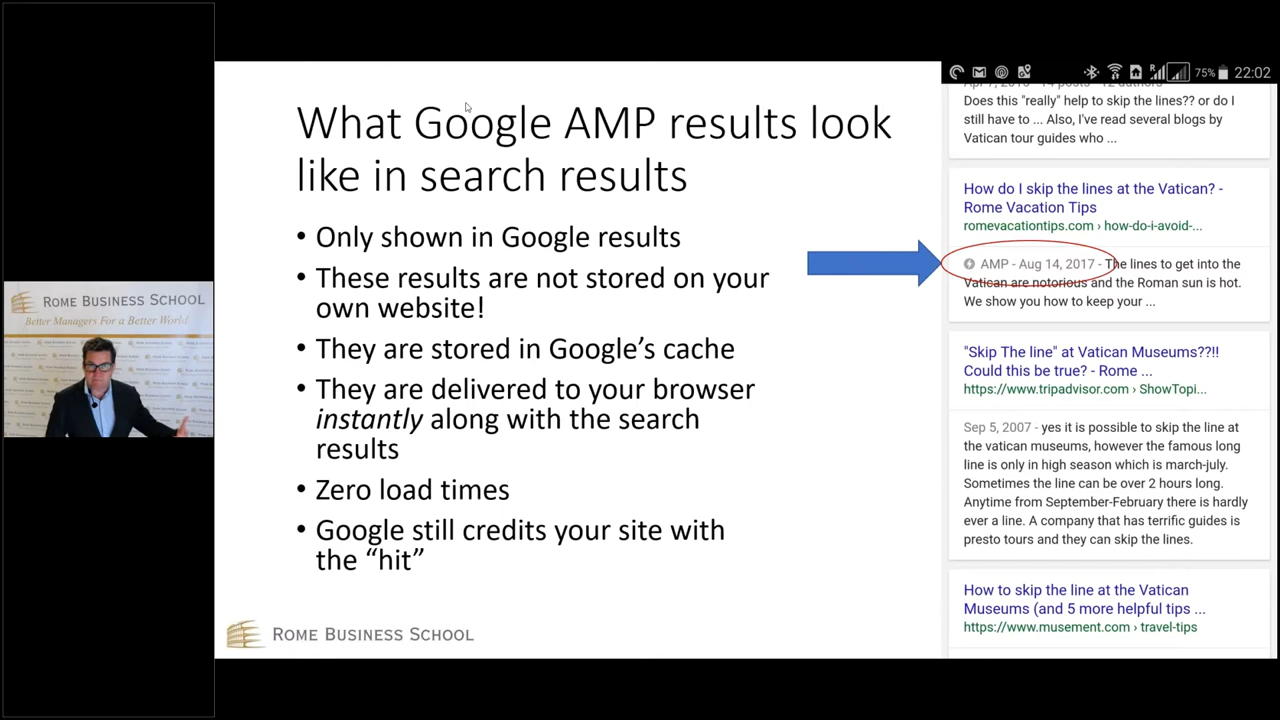 What Google AMP results look
like in search results
• Only shown in Google results
• These results are not stored on your
own website!
• They are stored in Google’s cache
• They are delivered to your browser
instantly along with the search
results
• Zero load times
• Google still credits your site with
the “hit”
ROME BUSINESS SCHOOL
ROME BUSINESS SCHOOL
Better Managers For a Better World
75% 22:02
Does this "really" help to skip the lines?? or do I
still have to ... Also, I've read several blogs by
Vatican tour guides who ...
How do I skip the lines at the Vatican? -
Rome Vacation Tips
romevacationtips.com › how-do-i-avoid-...
AMP - Aug 14, 2017 - The lines to get into the
Vatican are notorious and the Roman sun is hot.
We show you how to keep your ...
"Skip The line" at Vatican Museums??!!
Could this be true? - Rome ...
https://www.tripadvisor.com › ShowTopi...
Sep 5, 2007 - yes it is possible to skip the line at
the vatican museums, however the famous long
line is only in high season which is march-july.
Sometimes the line can be over 2 hours long.
Anytime from September-February there is hardly
ever a line. A company that has terrific guides is
presto tours and they can skip the lines.
How to skip the line at the Vatican
Museums (and 5 more helpful tips ...
https://www.musement.com › travel-tips